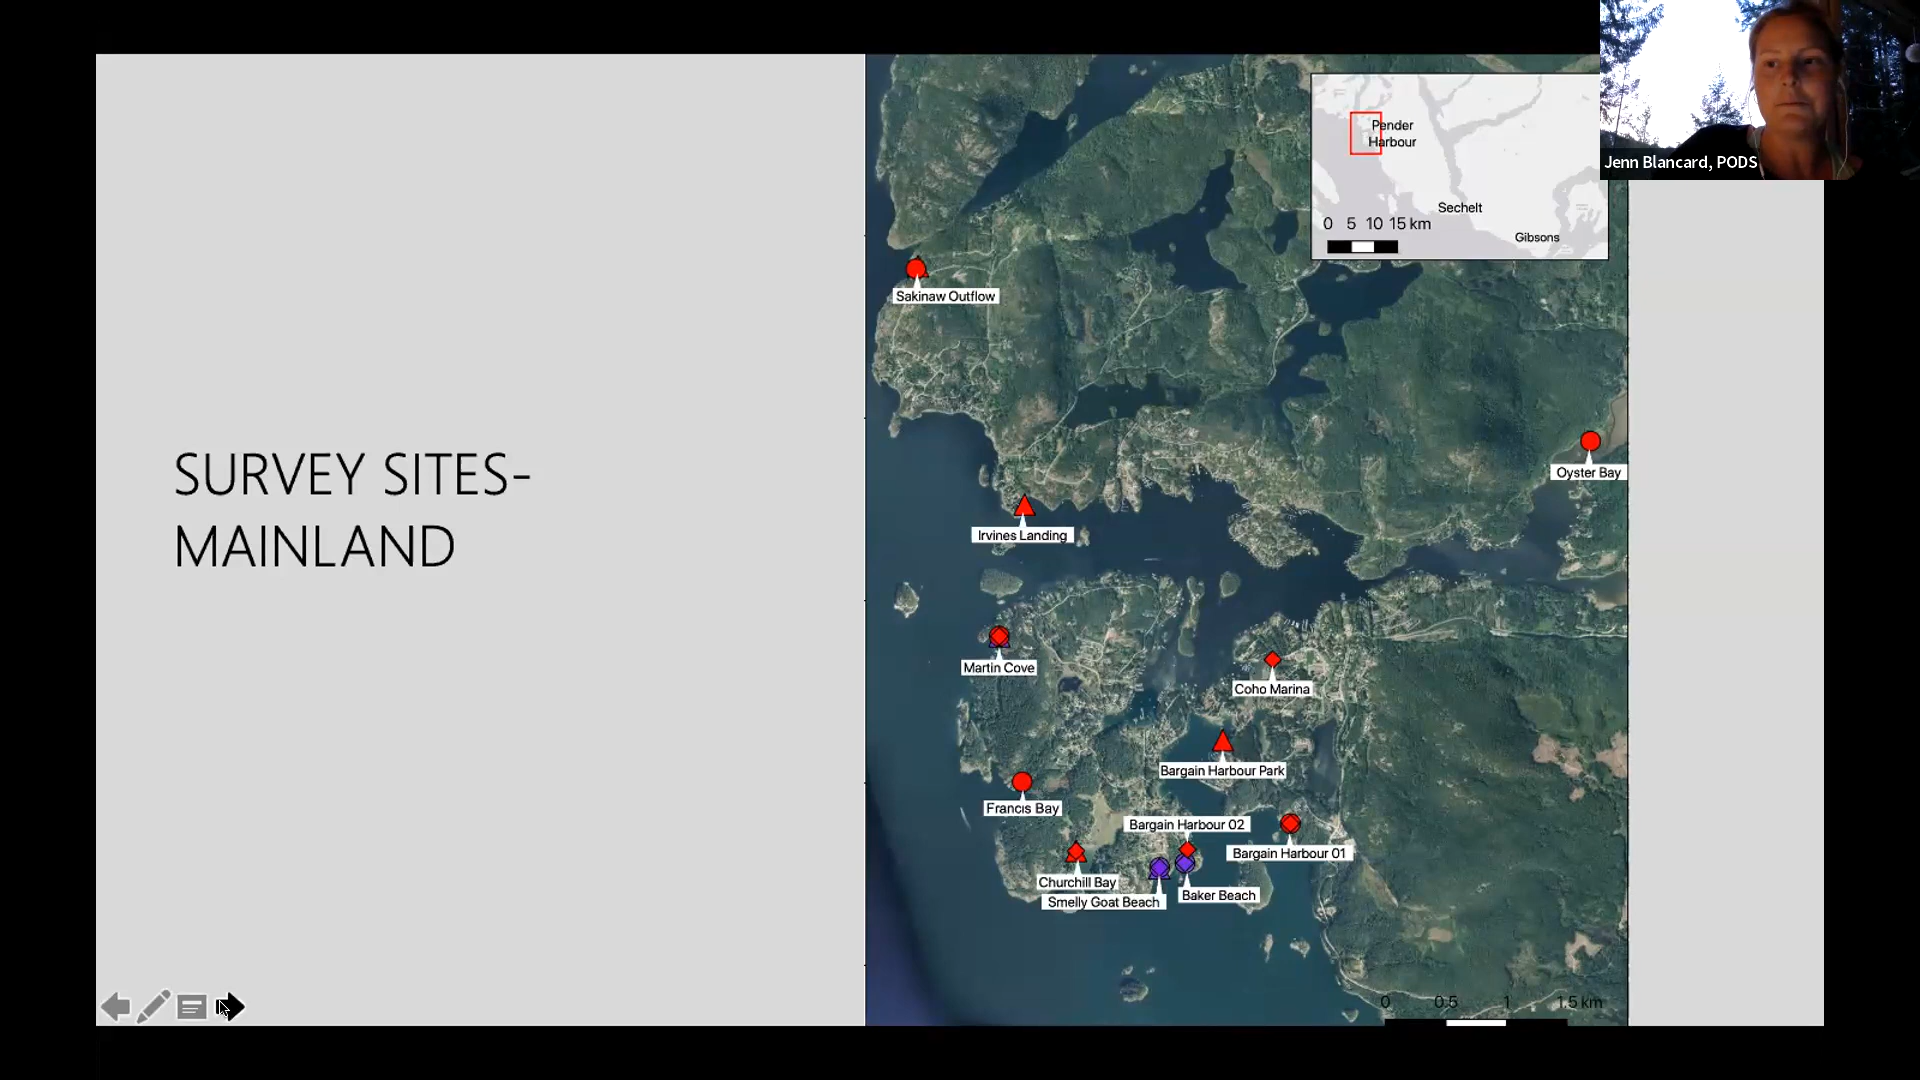 SURVEY SITES-
MAINLAND
Pender
Harbour
Sechelt
0 5 10 15 km
Gibsons
Jenn Blancard, PODS
Sakinaw Outflow
Oyster Bay
Irvines Landing
Martin Cove
Coho Marina
Bargain Harbour Park
Francis Bay
Bargain Harbour 02
Bargain Harbour 01
Churchill Bay
Smelly Goat Beach
Baker Beach
0 0.5 1 1.5 km